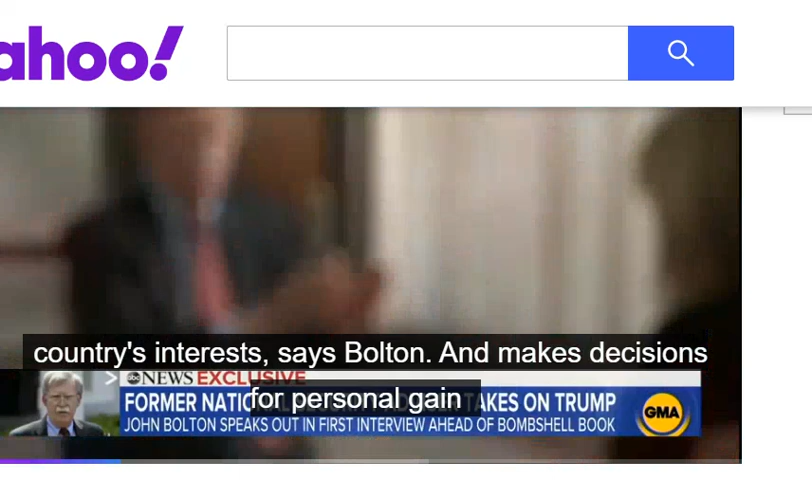 ahoo!
country's interests, says Bolton. And makes decisions
for personal gain
abc NEWS EXCLUSIVE
FORMER TAKES ON TRUMP
JOHN BOLTON SPEAKS OUT IN FIRST INTERVIEW AHEAD OF BOMBSHELL BOOK
GMA